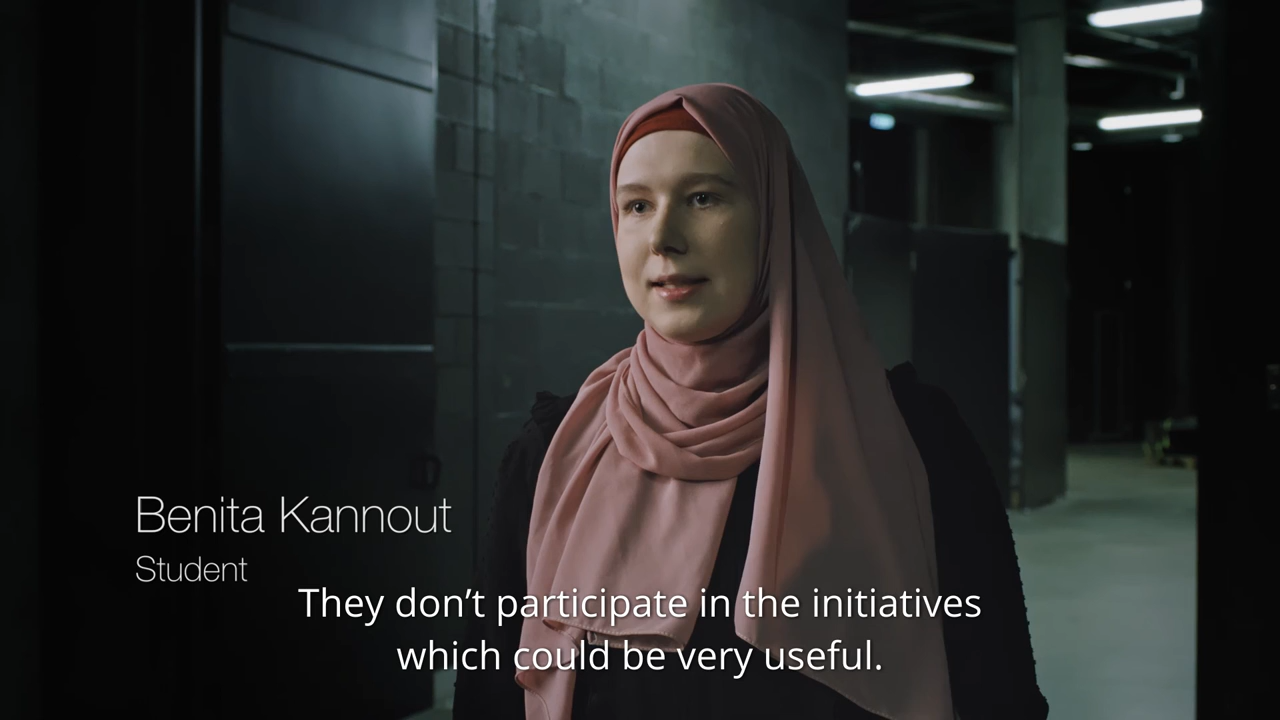 Benita Kannout
Student
They don’t participate in the initiatives
which could be very useful.